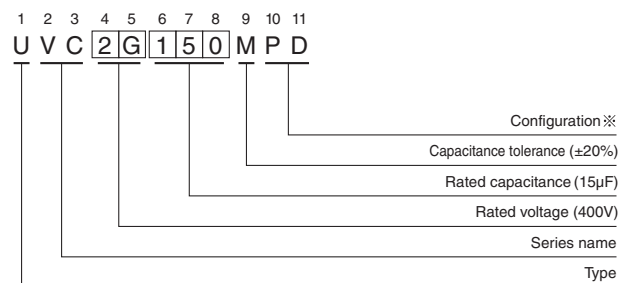 1 2 3 4 5 6 7 8 9 10 11
U V C 2 G 1 5 0 M P D
Configuration※
Capacitance tolerance (±20%)
Rated capacitance (15µF)
Rated voltage (400V)
Series name
Type